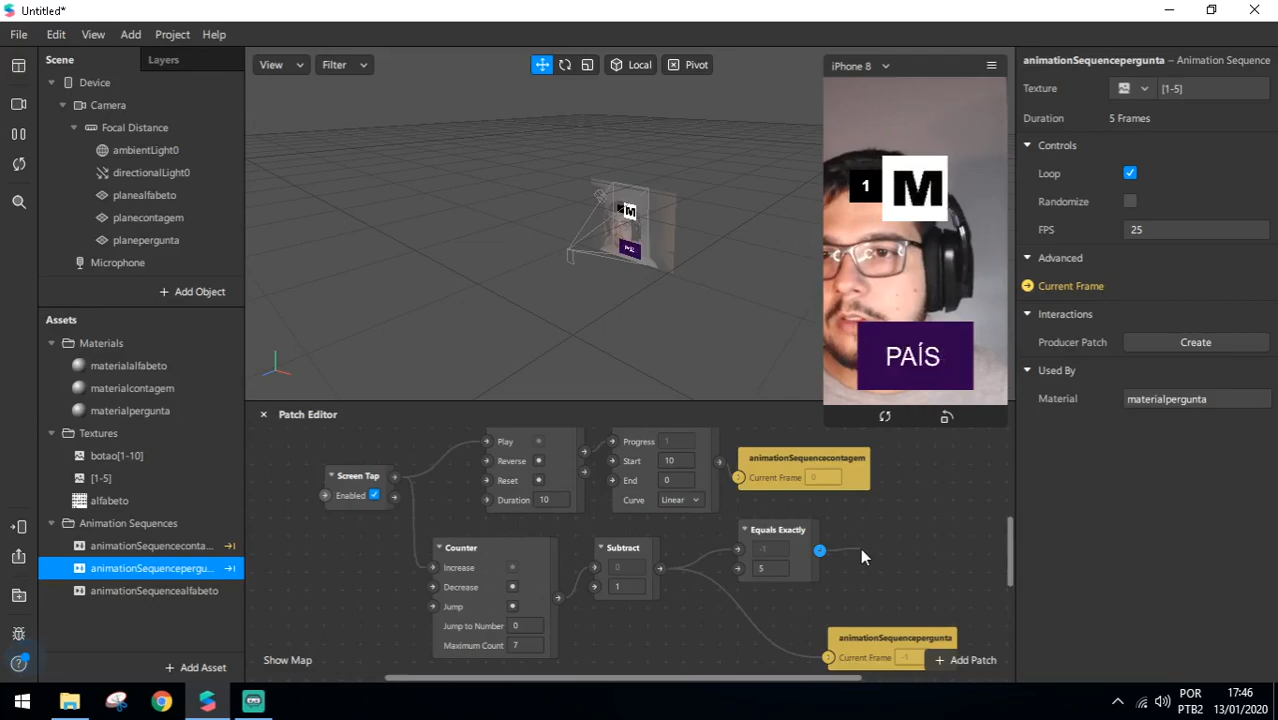 Untitled*
File Edit View Add Project Help
Scene Layers
Device
Camera
Focal Distance
ambientLight0
directionalLight0
planealfabeto
planecontagem
planepergunta
Microphone
Add Object
Assets
Materials
materialalfabeto
materialcontagem
materialpergunta
Textures
botao[1-10]
[1-5]
alfabeto
Animation Sequences
animationSequenceconta...
animationSequencepergu...
animationSequencealfabeto
Add Asset
View Filter Local Pivot
M
PAÍS
iPhone 8
1 M
PAÍS
Patch Editor
Screen Tap
Enabled
Play
Reverse
Reset
Duration 10
Progress 1
Start 10
End 0
Curve Linear
animationSequencecontagem
Current Frame 0
Counter
Increase
Decrease
Jump
Jump to Number 0
Maximum Count 7
Subtract
0
1
Equals Exactly
-1
5
animationSequencepergunta
Current Frame -1
Show Map
Add Patch
animationSequencepergunta - Animation Sequence
Texture [1-5]
Duration 5 Frames
Controls
Loop
Randomize
FPS 25
Advanced
Current Frame
Interactions
Producer Patch Create
Used By
Material materialpergunta
POR
PTB2
17:46
13/01/2020